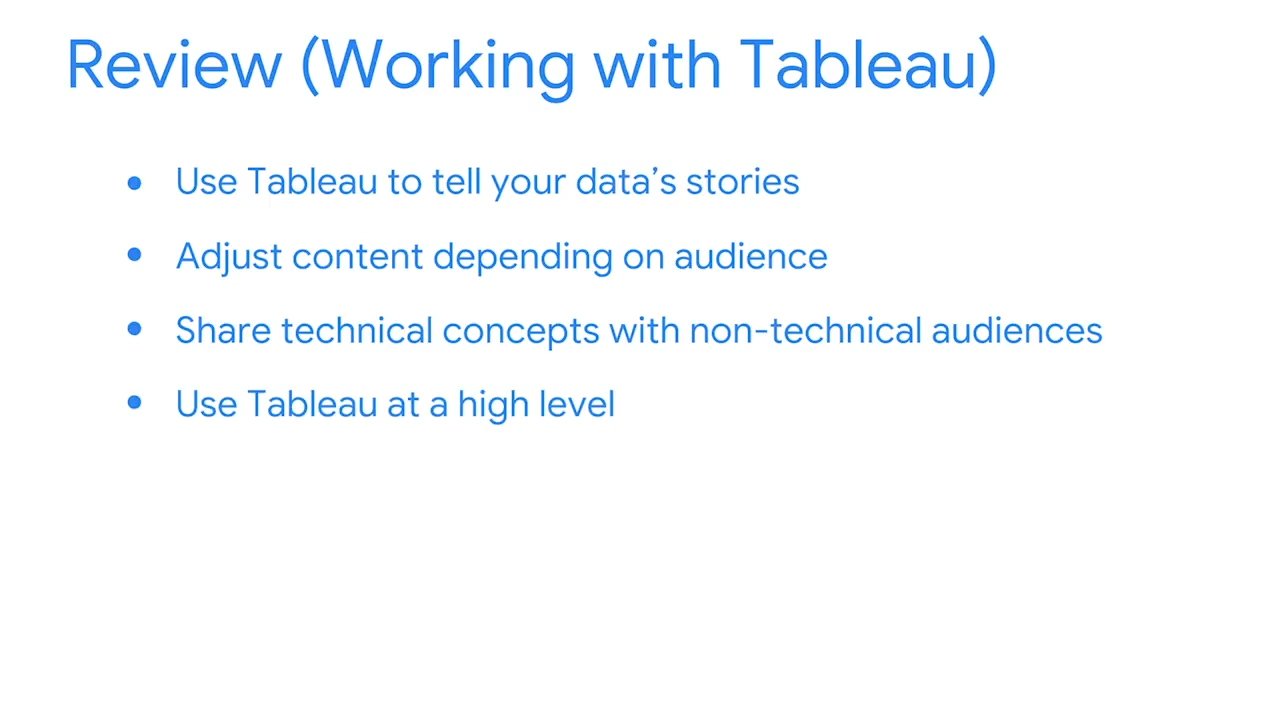 Review (Working with Tableau)
● Use Tableau to tell your data’s stories
● Adjust content depending on audience
● Share technical concepts with non-technical audiences
● Use Tableau at a high level